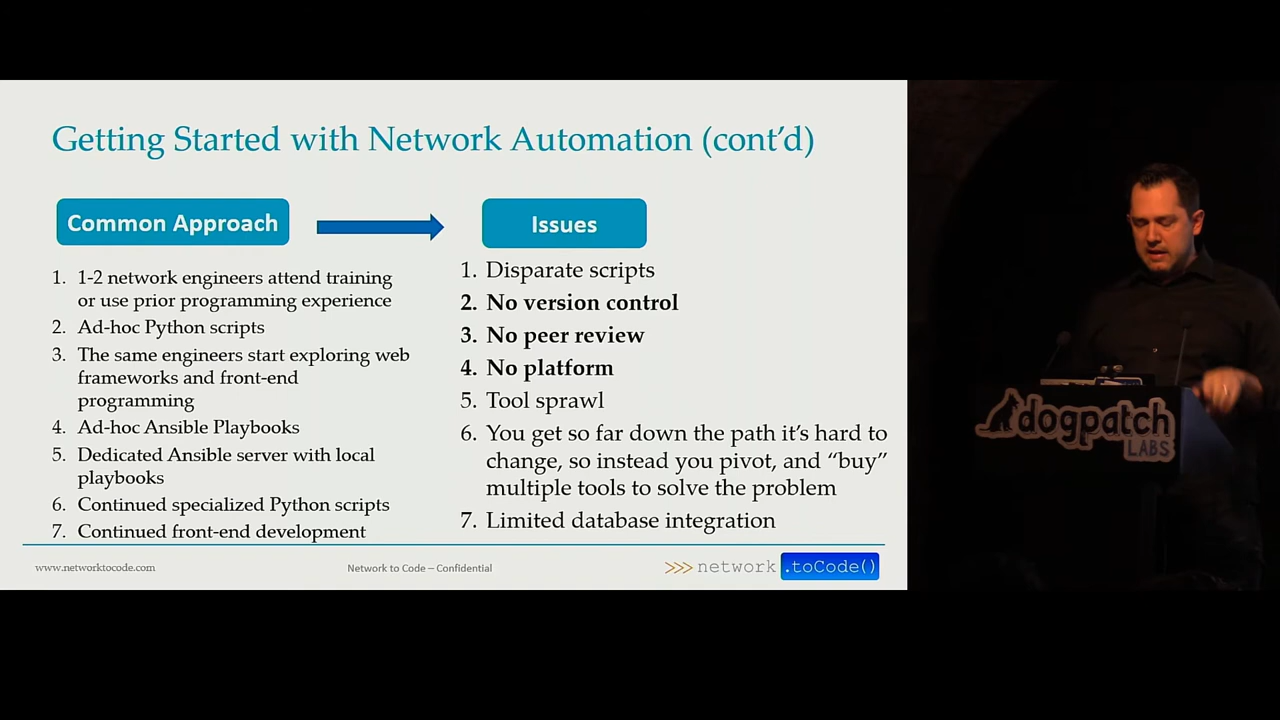 Getting Started with Network Automation (cont’d)
Common Approach
1. 1-2 network engineers attend training
or use prior programming experience
2. Ad-hoc Python scripts
3. The same engineers start exploring web
frameworks and front-end
programming
4. Ad-hoc Ansible Playbooks
5. Dedicated Ansible server with local
playbooks
6. Continued specialized Python scripts
7. Continued front-end development
Issues
1. Disparate scripts
2. No version control
3. No peer review
4. No platform
5. Tool sprawl
6. You get so far down the path it’s hard to
change, so instead you pivot, and “buy”
multiple tools to solve the problem
7. Limited database integration
www.networktocode.com
Network to Code – Confidential
>>> network .toCode()
dogpatch
LABS